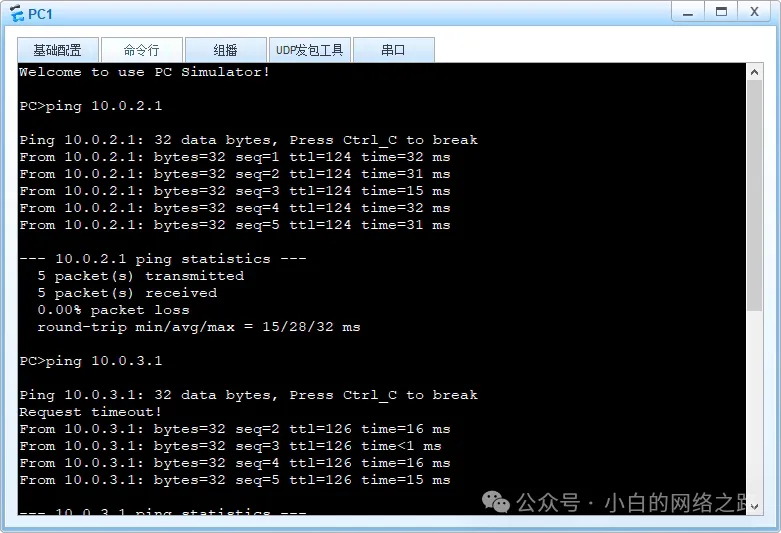 PC1
基础配置 命令行 组播 UDP发包工具 串口
Welcome to use PC Simulator!
PC>ping 10.0.2.1
Ping 10.0.2.1: 32 data bytes, Press Ctrl_C to break
From 10.0.2.1: bytes=32 seq=1 ttl=124 time=32 ms
From 10.0.2.1: bytes=32 seq=2 ttl=124 time=31 ms
From 10.0.2.1: bytes=32 seq=3 ttl=124 time=15 ms
From 10.0.2.1: bytes=32 seq=4 ttl=124 time=32 ms
From 10.0.2.1: bytes=32 seq=5 ttl=124 time=31 ms
--- 10.0.2.1 ping statistics ---
5 packet(s) transmitted
5 packet(s) received
0.00% packet loss
round-trip min/avg/max = 15/28/32 ms
PC>ping 10.0.3.1
Ping 10.0.3.1: 32 data bytes, Press Ctrl_C to break
Request timeout!
From 10.0.3.1: bytes=32 seq=2 ttl=126 time=16 ms
From 10.0.3.1: bytes=32 seq=3 ttl=126 time<1 ms
From 10.0.3.1: bytes=32 seq=4 ttl=126 time=16 ms
From 10.0.3.1: bytes=32 seq=5 ttl=126 time=15 ms
--- 10.0.3.1 ping statistics ---
公众号 · 小白的网络之路